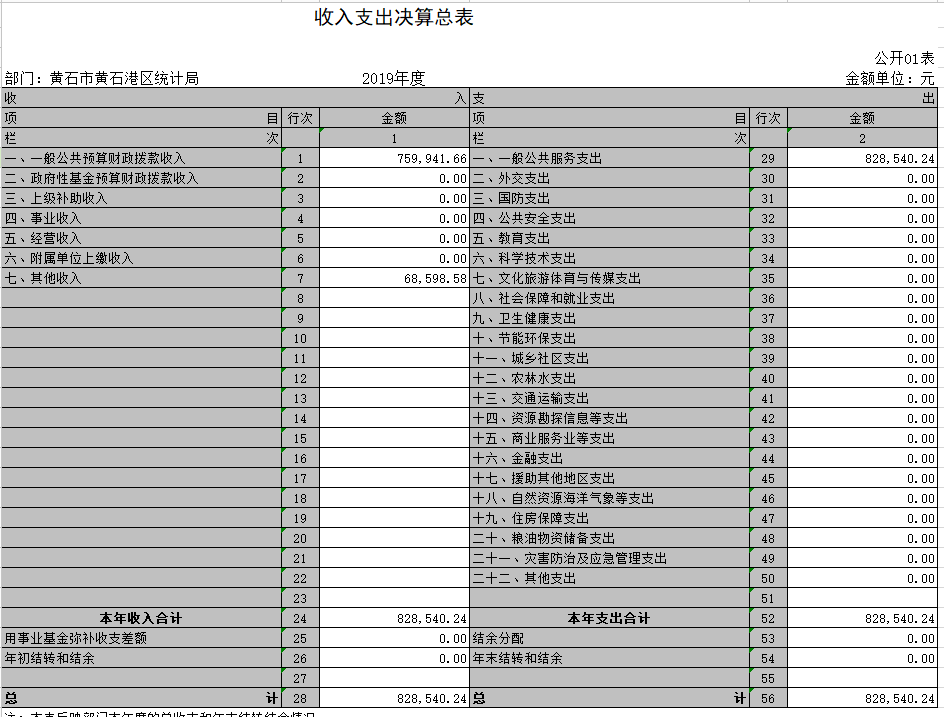 收入支出决算总表
公开01表
部门：黄石市黄石港区统计局 2019年度 金额单位：元
收 入 支 出
项 目 行次 金额 项 目 行次 金额
栏 次 1 栏 次 2
一、一般公共预算财政拨款收入 1 759,941.66 一、一般公共服务支出 29 828,540.24
二、政府性基金预算财政拨款收入 2 0.00 二、外交支出 30 0.00
三、上级补助收入 3 0.00 三、国防支出 31 0.00
四、事业收入 4 0.00 四、公共安全支出 32 0.00
五、经营收入 5 0.00 五、教育支出 33 0.00
六、附属单位上缴收入 6 0.00 六、科学技术支出 34 0.00
七、其他收入 7 68,598.58 七、文化旅游体育与传媒支出 35 0.00
8 八、社会保障和就业支出 36 0.00
9 九、卫生健康支出 37 0.00
10 十、节能环保支出 38 0.00
11 十一、城乡社区支出 39 0.00
12 十二、农林水支出 40 0.00
13 十三、交通运输支出 41 0.00
14 十四、资源勘探信息等支出 42 0.00
15 十五、商业服务业等支出 43 0.00
16 十六、金融支出 44 0.00
17 十七、援助其他地区支出 45 0.00
18 十八、自然资源海洋气象等支出 46 0.00
19 十九、住房保障支出 47 0.00
20 二十、粮油物资储备支出 48 0.00
21 二十一、灾害防治及应急管理支出 49 0.00
22 二十二、其他支出 50 0.00
23 51
本年收入合计 24 828,540.24 本年支出合计 52 828,540.24
用事业基金弥补收支差额 25 0.00 结余分配 53 0.00
年初结转和结余 26 0.00 年末结转和结余 54 0.00
27 55
总 计 28 828,540.24 总 计 56 828,540.24
注：本表反映部门本年度的总收支和年末结转结余情况